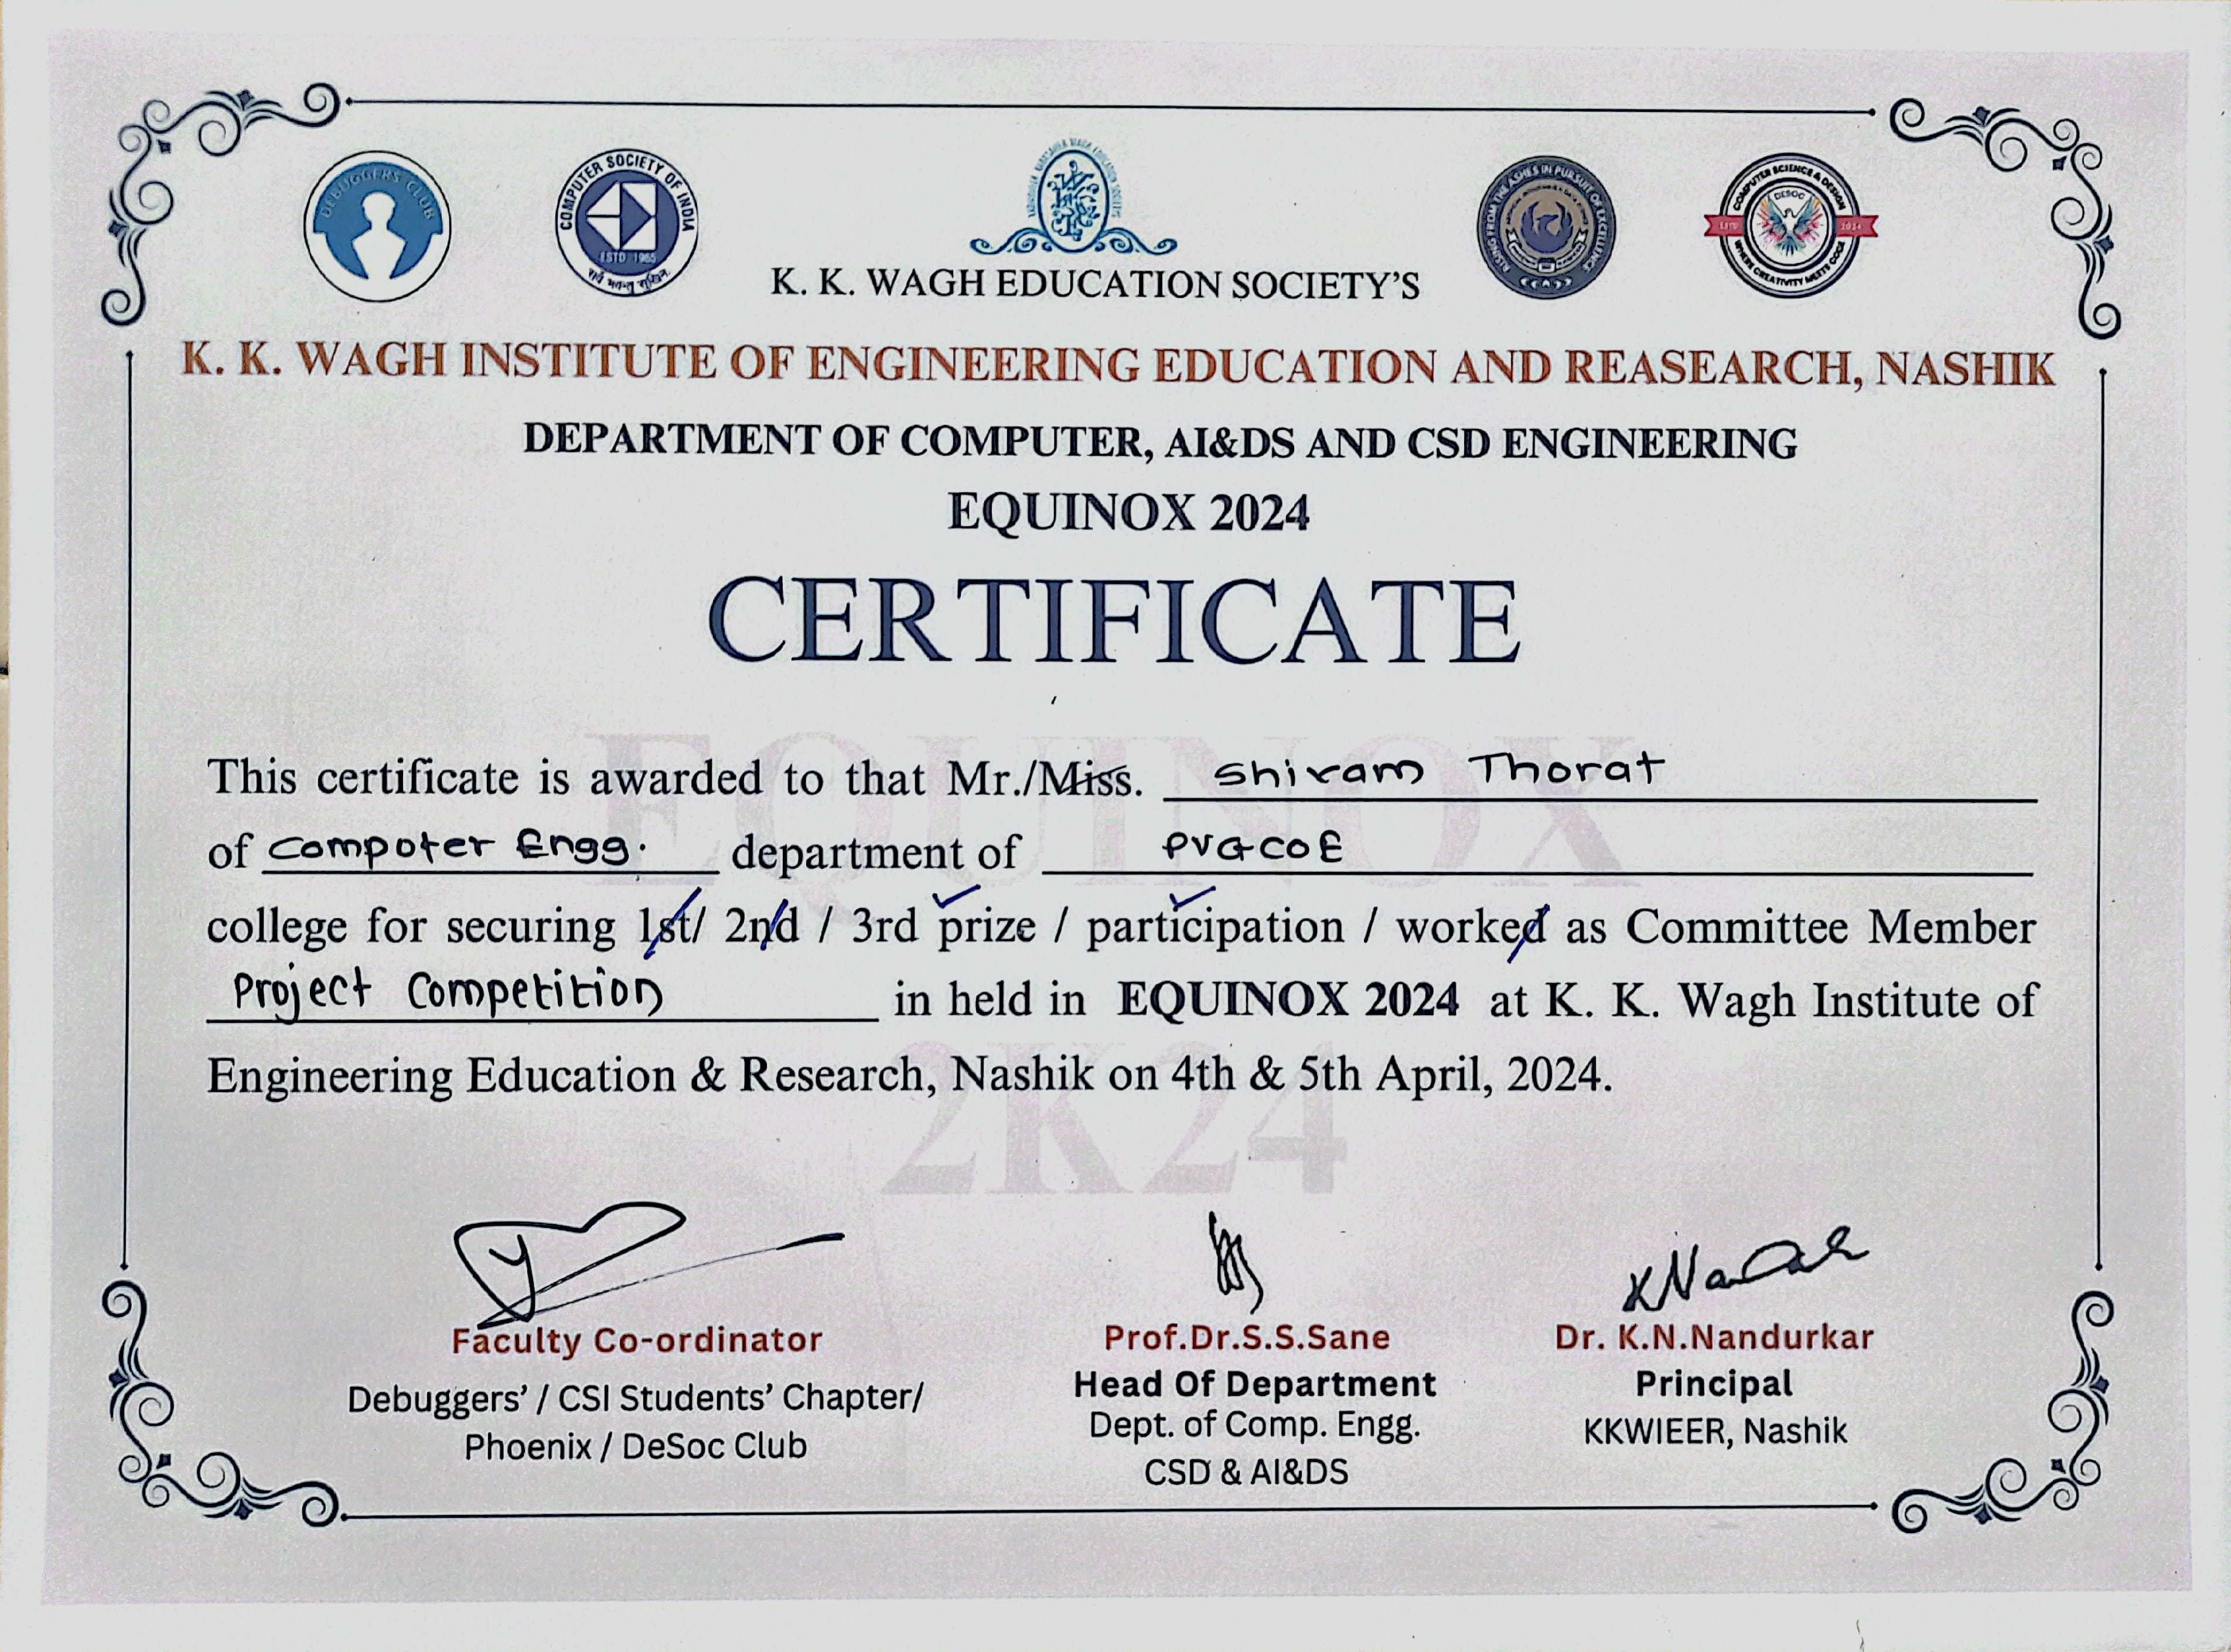 DEBUGGERS CLUB
COMPUTER SOCIETY OF INDIA
ESTD 1965
RISING FROM THE ASHES IN PURSUIT OF EXCELLENCE
COMPUTER SCIENCE & DESIGN
DESOC
ESTD 2024
WHERE CREATIVITY MEETS CODE
K. K. WAGH EDUCATION SOCIETY'S
K. K. WAGH INSTITUTE OF ENGINEERING EDUCATION AND REASEARCH, NASHIK
DEPARTMENT OF COMPUTER, AI&DS AND CSD ENGINEERING
EQUINOX 2024
CERTIFICATE
EQUINOX
2K24
This certificate is awarded to that Mr./Miss. Shivam Thorat
of Computer Engg. department of PVGCOE
college for securing 1st/ 2nd / 3rd prize / participation / worked as Committee Member
Project Competition in held in EQUINOX 2024 at K. K. Wagh Institute of
Engineering Education & Research, Nashik on 4th & 5th April, 2024.
Faculty Co-ordinator
Debuggers' / CSI Students' Chapter/
Phoenix / DeSoc Club
Prof.Dr.S.S.Sane
Head Of Department
Dept. of Comp. Engg.
CSD & AI&DS
Dr. K.N.Nandurkar
Principal
KKWIEER, Nashik